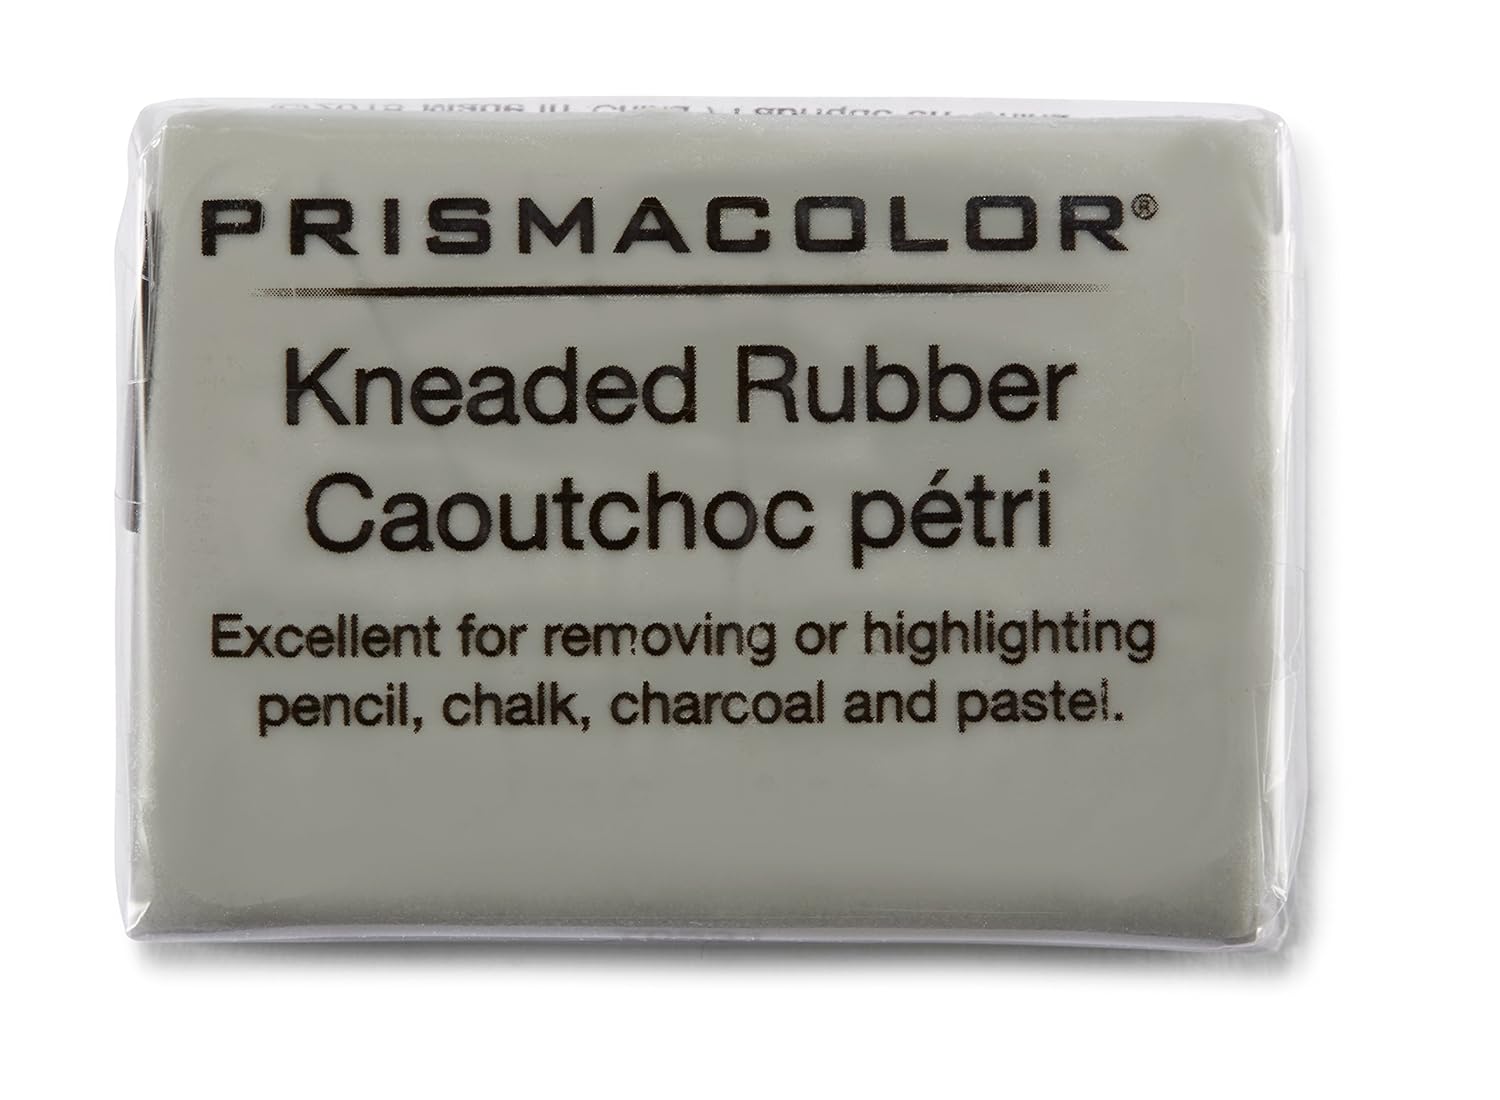 PRISMACOLOR®
Kneaded Rubber
Caoutchoc pétri
Excellent for removing or highlighting
pencil, chalk, charcoal and pastel.